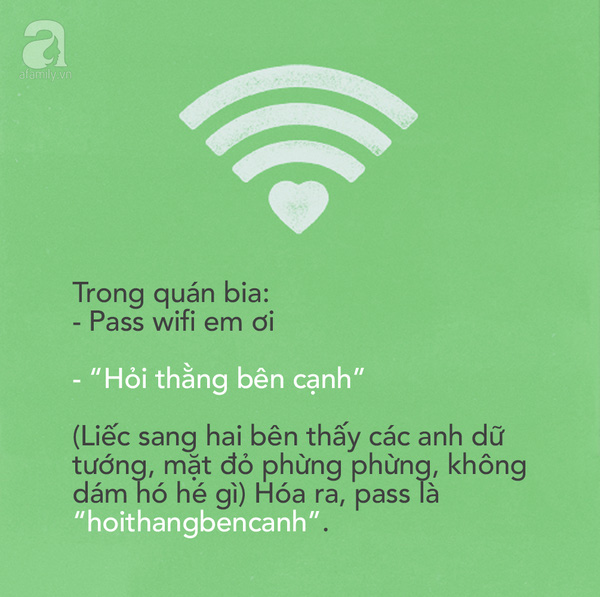 a
afamily.vn
Trong quán bia:
- Pass wifi em ơi
- “Hỏi thằng bên cạnh”
(Liếc sang hai bên thấy các anh dữ
tướng, mặt đỏ phừng phừng, không
dám hó hé gì) Hóa ra, pass là
“hoithangbencanh”.